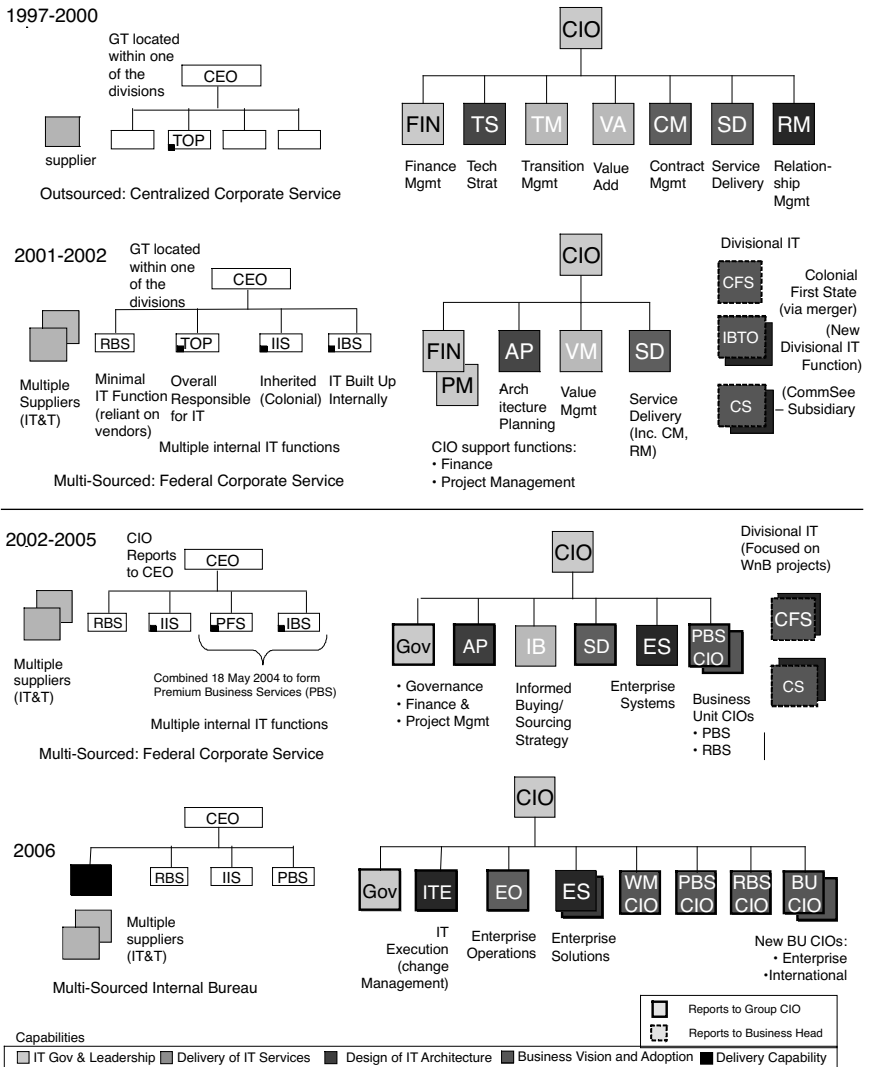 1997-2000
GT located
within one
of the
divisions
CEO
TOP
supplier
Outsourced: Centralized Corporate Service
CIO
FIN TS TM VA CM SD RM
Finance
Mgmt
Tech
Strat
Transition
Mgmt
Value
Add
Contract
Mgmt
Service
Delivery
Relation-
ship
Mgmt
2001-2002
GT located
within one
of the
divisions
CEO
RBS TOP IIS IBS
Multiple
Suppliers
(IT&T)
Minimal
IT Function
(reliant on
vendors)
Overall
Responsible
for IT
Inherited
(Colonial)
IT Built Up
Internally
Multiple internal IT functions
Multi-Sourced: Federal Corporate Service
CIO
FIN
PM
AP
VM
SD
Arch
itecture
Planning
Value
Mgmt
Service
Delivery
(Inc. CM,
RM)
CIO support functions:
• Finance
• Project Management
Divisional IT
CFS
Colonial
First State
(via merger)
IBTO
(New
Divisional IT
Function)
CS
(CommSee
– Subsidiary
2002-2005
CIO
Reports
to CEO
CEO
RBS IIS PFS IBS
Multiple
suppliers
(IT&T)
Combined 18 May 2004 to form
Premium Business Services (PBS)
Multiple internal IT functions
Multi-Sourced: Federal Corporate Service
CIO
Gov AP IB SD ES
PBS
CIO
• Governance
• Finance &
• Project Mgmt
Informed
Buying/
Sourcing
Strategy
Enterprise
Systems
Business
Unit CIOs
• PBS
• RBS
Divisional IT
(Focused on
WnB projects)
CFS
CS
2006
CEO
RBS IIS PBS
Multiple
suppliers
(IT&T)
Multi-Sourced Internal Bureau
CIO
Gov ITE EO ES
WM
CIO
PBS
CIO
RBS
CIO
BU
CIO
IT
Execution
(change
Management)
Enterprise
Operations
Enterprise
Solutions
New BU CIOs:
• Enterprise
•International
Reports to Group CIO
Reports to Business Head
Capabilities
IT Gov & Leadership Delivery of IT Services Design of IT Architecture Business Vision and Adoption Delivery Capability